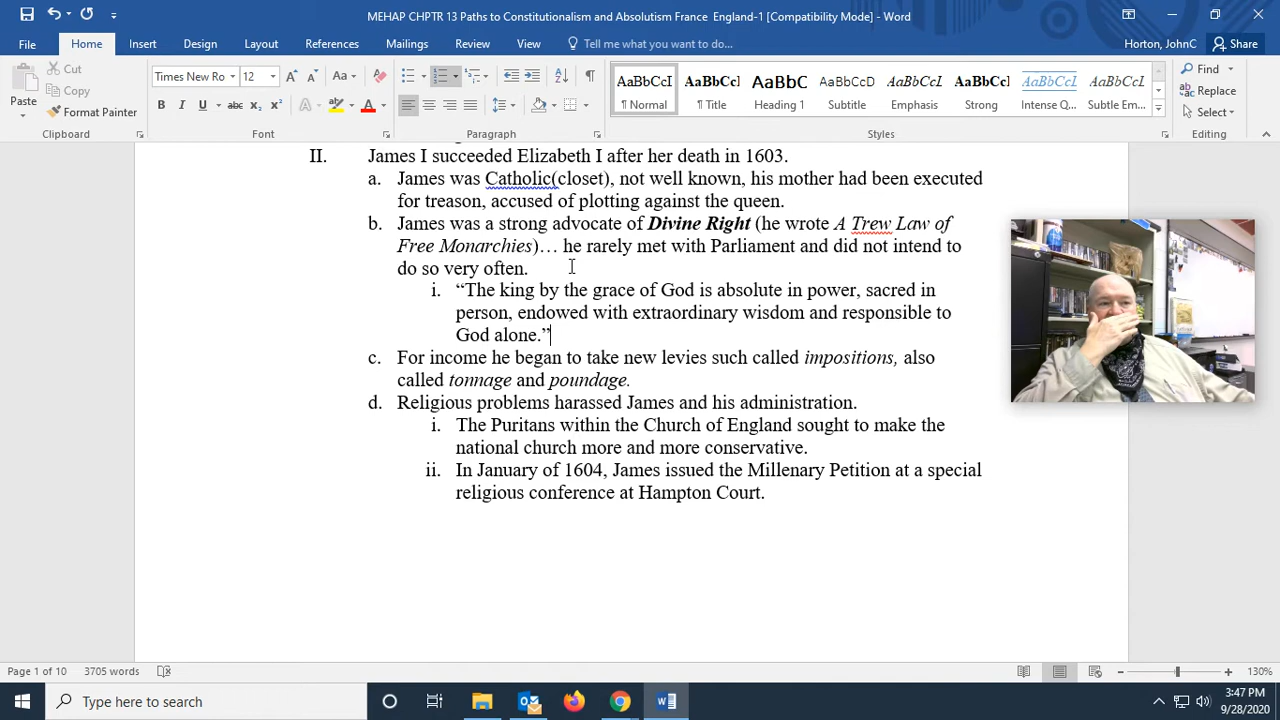 MEHAP CHPTR 13 Paths to Constitutionalism and Absolutism France  England-1 [Compatibility Mode] - Word
File Home Insert Design Layout References Mailings Review View Tell me what you want to do... Horton, JohnC Share
Paste Cut Copy Format Painter
Clipboard
Times New Ro 12
Font
Paragraph
AaBbCcI AaBbCc AaBbC AaBbCcD AaBbCcI AaBbCcI AaBbCcI AaBbCcI
¶ Normal ¶ Title Heading 1 Subtitle Emphasis Strong Intense Q... Subtle Em...
Styles
Find
Replace
Select
Editing
II. James I succeeded Elizabeth I after her death in 1603.
a. James was Catholic(closet), not well known, his mother had been executed
for treason, accused of plotting against the queen.
b. James was a strong advocate of Divine Right (he wrote A Trew Law of
Free Monarchies)… he rarely met with Parliament and did not intend to
do so very often.
i. “The king by the grace of God is absolute in power, sacred in
person, endowed with extraordinary wisdom and responsible to
God alone.”
c. For income he began to take new levies such called impositions, also
called tonnage and poundage.
d. Religious problems harassed James and his administration.
i. The Puritans within the Church of England sought to make the
national church more and more conservative.
ii. In January of 1604, James issued the Millenary Petition at a special
religious conference at Hampton Court.
Page 1 of 10 3705 words 130%
Type here to search
3:47 PM
9/28/2020